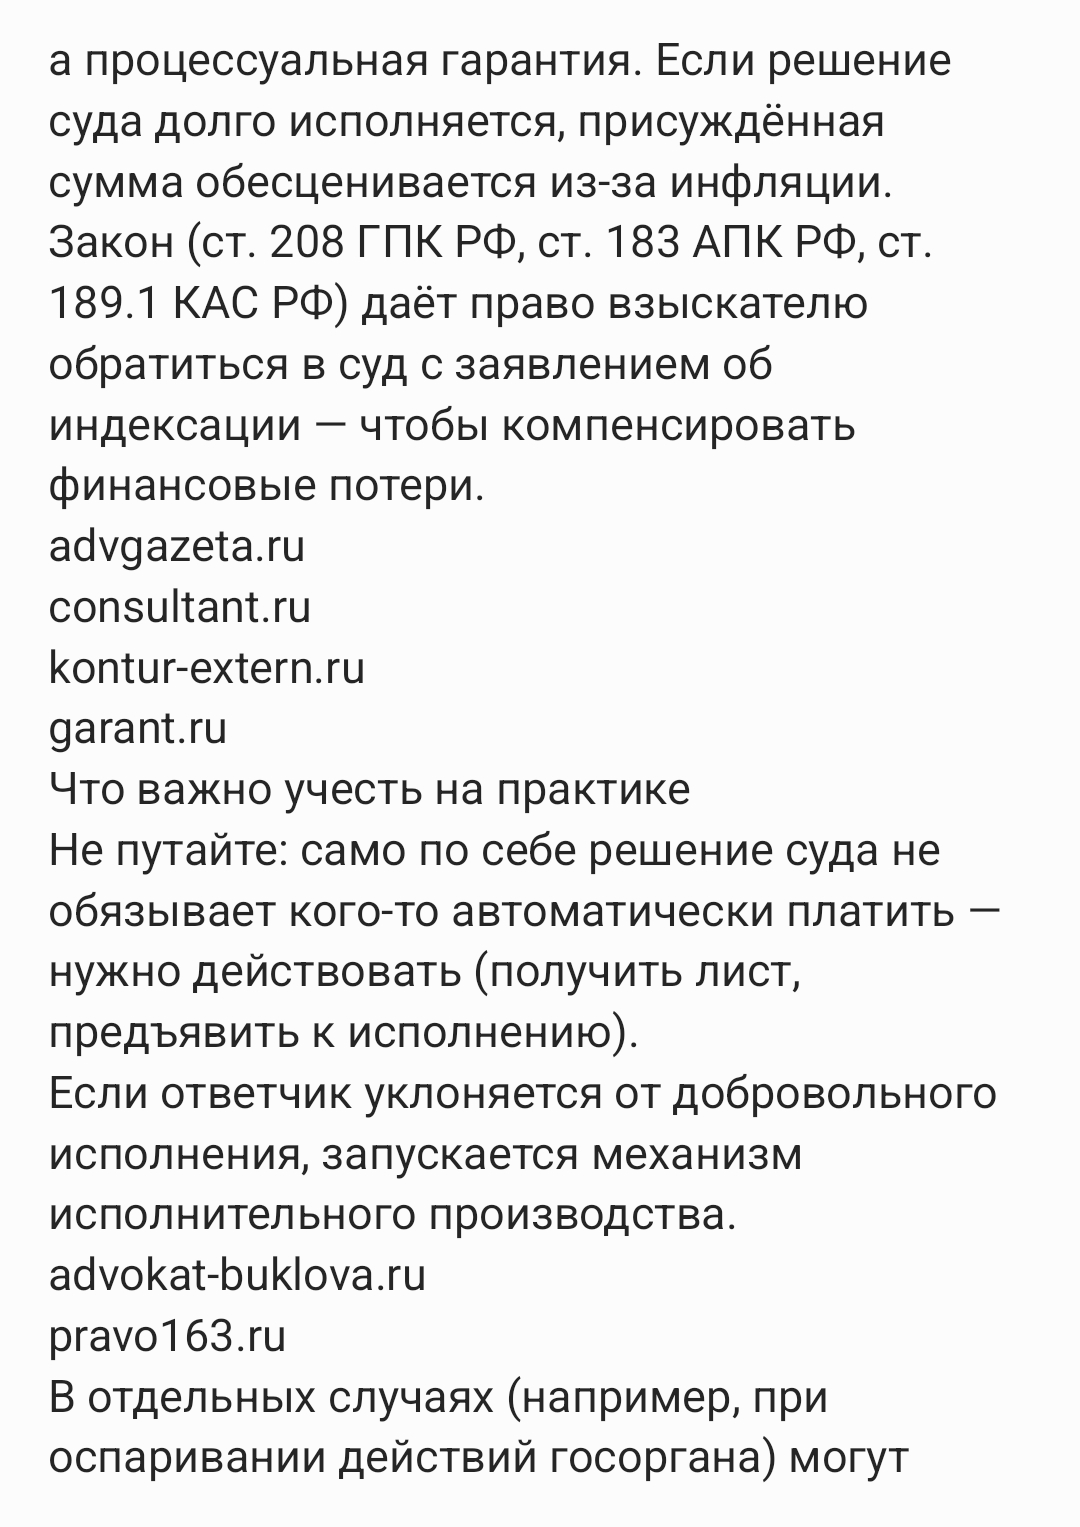 а процессуальная гарантия. Если решение
суда долго исполняется, присуждённая
сумма обесценивается из-за инфляции.
Закон (ст. 208 ГПК РФ, ст. 183 АПК РФ, ст.
189.1 КАС РФ) даёт право взыскателю
обратиться в суд с заявлением об
индексации — чтобы компенсировать
финансовые потери.
advgazeta.ru
consultant.ru
kontur-extern.ru
garant.ru
Что важно учесть на практике
Не путайте: само по себе решение суда не
обязывает кого-то автоматически платить —
нужно действовать (получить лист,
предъявить к исполнению).
Если ответчик уклоняется от добровольного
исполнения, запускается механизм
исполнительного производства.
advokat-buklova.ru
pravo163.ru
В отдельных случаях (например, при
оспаривании действий госоргана) могут